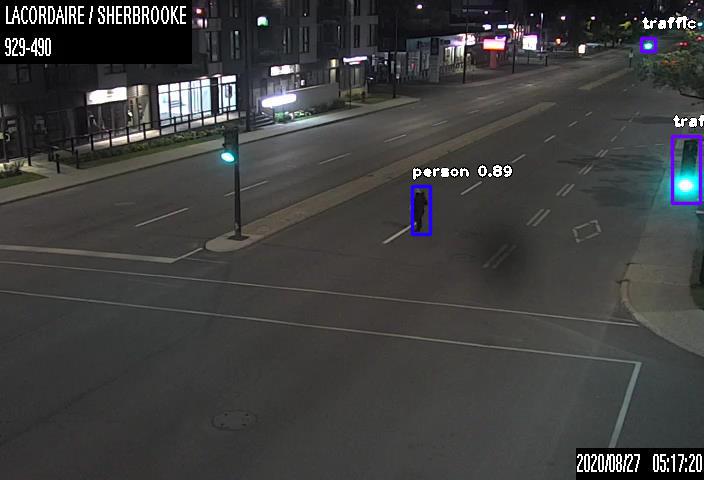 LACORDAIRE / SHERBROOKE
929-490
traffic
traf
person 0.89
2020/08/27 05:17:20